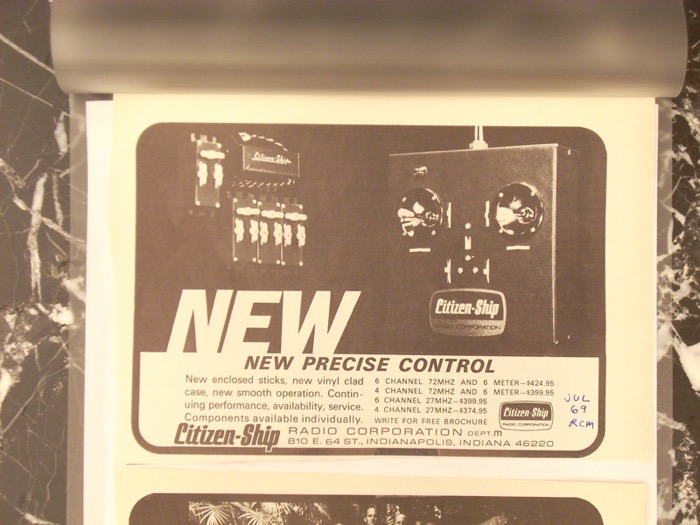 Citizen-Ship
Citizen-Ship
RADIO CORPORATION
NEW
NEW PRECISE CONTROL
New enclosed sticks, new vinyl clad
case, new smooth operation. Contin-
uing performance, availability, service.
Components available individually.
6 CHANNEL 72MHZ AND 6 METER—$424.95
4 CHANNEL 72MHZ AND 6 METER—$399.95
6 CHANNEL 27MHZ—$399.95
4 CHANNEL 27MHZ—$374.95
WRITE FOR FREE BROCHURE
Citizen-Ship
RADIO CORPORATION
JUL
69
RCM
Citizen-Ship RADIO CORPORATION DEPT.m
810 E. 64 ST., INDIANAPOLIS, INDIANA 46220